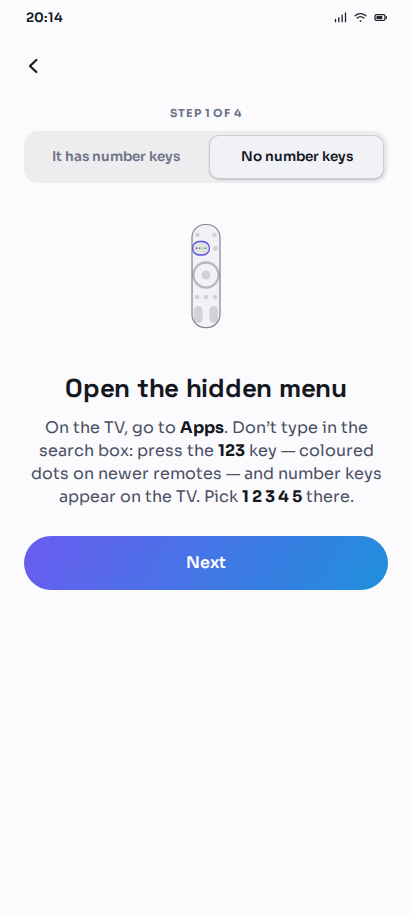 20:14
STEP 1 OF 4
It has number keys
No number keys
Open the hidden menu
On the TV, go to Apps. Don’t type in the
search box: press the 123 key — coloured
dots on newer remotes — and number keys
appear on the TV. Pick 1 2 3 4 5 there.
Next